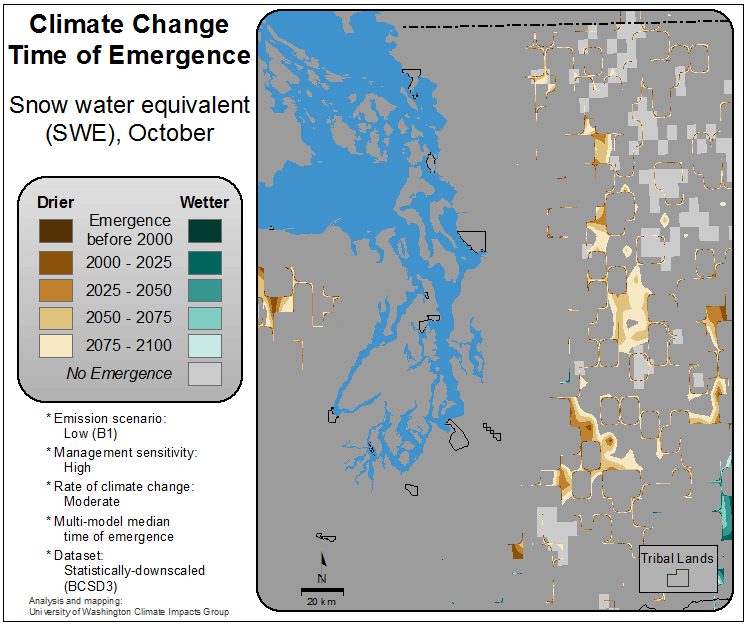 Climate Change
Time of Emergence
Snow water equivalent
(SWE), October
Drier Wetter
Emergence
before 2000
2000 - 2025
2025 - 2050
2050 - 2075
2075 - 2100
No Emergence
* Emission scenario:
Low (B1)
* Management sensitivity:
High
* Rate of climate change:
Moderate
* Multi-model median
time of emergence
* Dataset:
Statistically-downscaled
(BCSD3)
Analysis and mapping:
University of Washington Climate Impacts Group
N
20 km
Tribal Lands